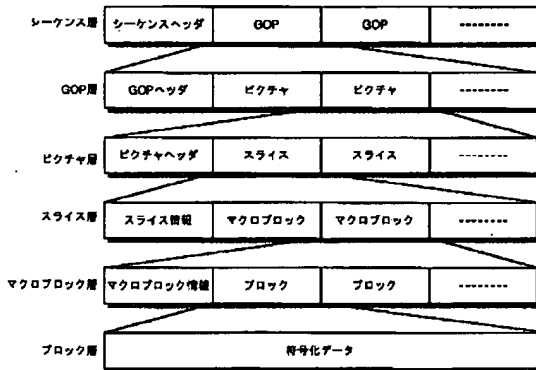 シーケンス層 シーケンスヘッダ GOP GOP --------
GOP層 GOPヘッダ ピクチャ ピクチャ --------
ピクチャ層 ピクチャヘッダ スライス スライス --------
スライス層 スライス情報 マクロブロック マクロブロック --------
マクロブロック層 マクロブロック情報 ブロック ブロック --------
ブロック層 符号化データ